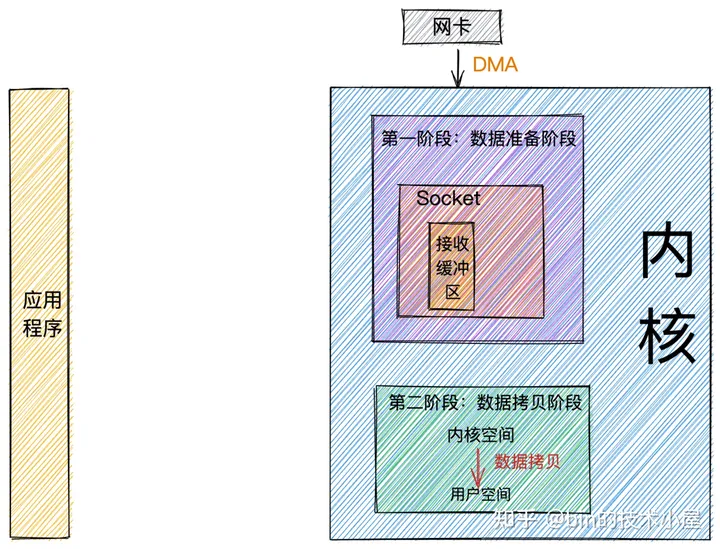 网卡
DMA
第一阶段：数据准备阶段
Socket
接收
缓冲
区
内
核
应用
程序
第二阶段：数据拷贝阶段
内核空间
数据拷贝
用户空间
知乎 @bin的技术小屋